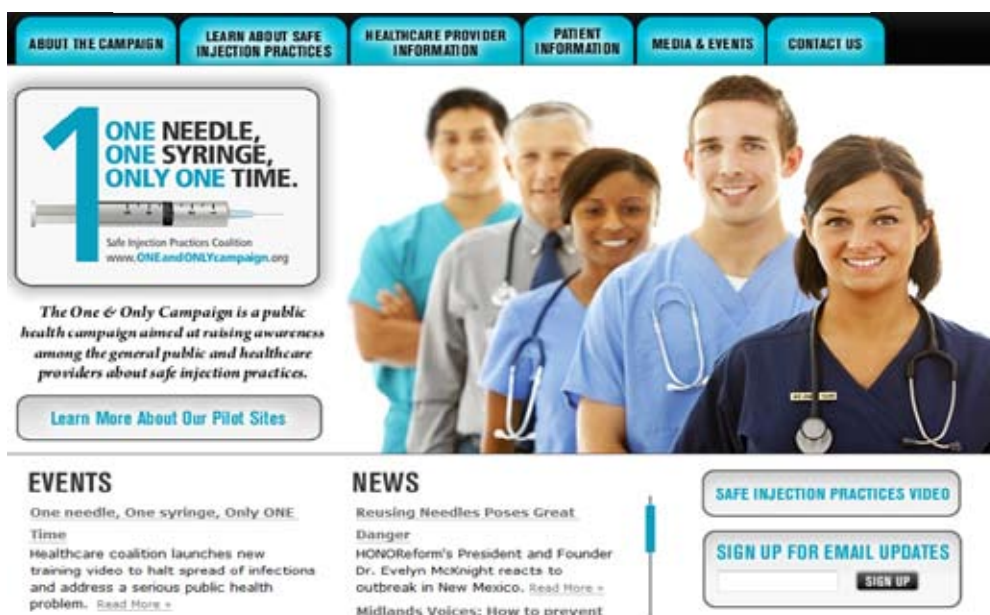 ABOUT THE CAMPAIGN
LEARN ABOUT SAFE
INJECTION PRACTICES
HEALTHCARE PROVIDER
INFORMATION
PATIENT
INFORMATION
MEDIA & EVENTS
CONTACT US
1
ONE NEEDLE,
ONE SYRINGE,
ONLY ONE TIME.
Safe Injection Practices Coalition
www.ONEandONLYcampaign.org
The One & Only Campaign is a public
health campaign aimed at raising awareness
among the general public and healthcare
providers about safe injection practices.
Learn More About Our Pilot Sites
EVENTS
One needle, One syringe, Only ONE
Time
Healthcare coalition launches new
training video to halt spread of infections
and address a serious public health
problem. Read More »
NEWS
Reusing Needles Poses Great
Danger
HONOReform's President and Founder
Dr. Evelyn McKnight reacts to
outbreak in New Mexico. Read More »
Midlands Voices: How to prevent
SAFE INJECTION PRACTICES VIDEO
SIGN UP FOR EMAIL UPDATES
SIGN UP